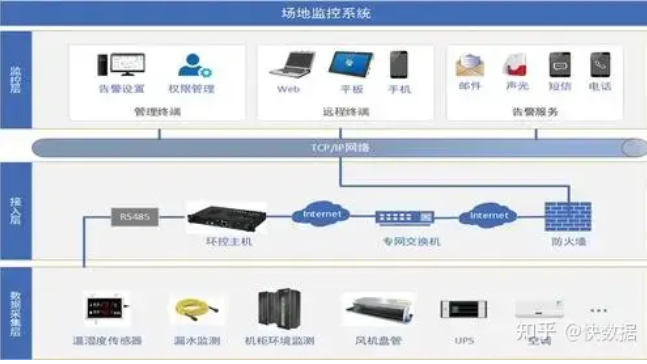 场地监控系统
监控层
告警设置
权限管理
管理终端
Web
平板
手机
远程终端
邮件
声光
短信
电话
告警服务
TCP/IP网络
接入层
RS485
环控主机
Internet
专网交换机
Internet
防火墙
数据采集层
温湿度传感器
漏水监测
机柜环境监测
风机盘管
UPS
空调
...
知乎 @快数据